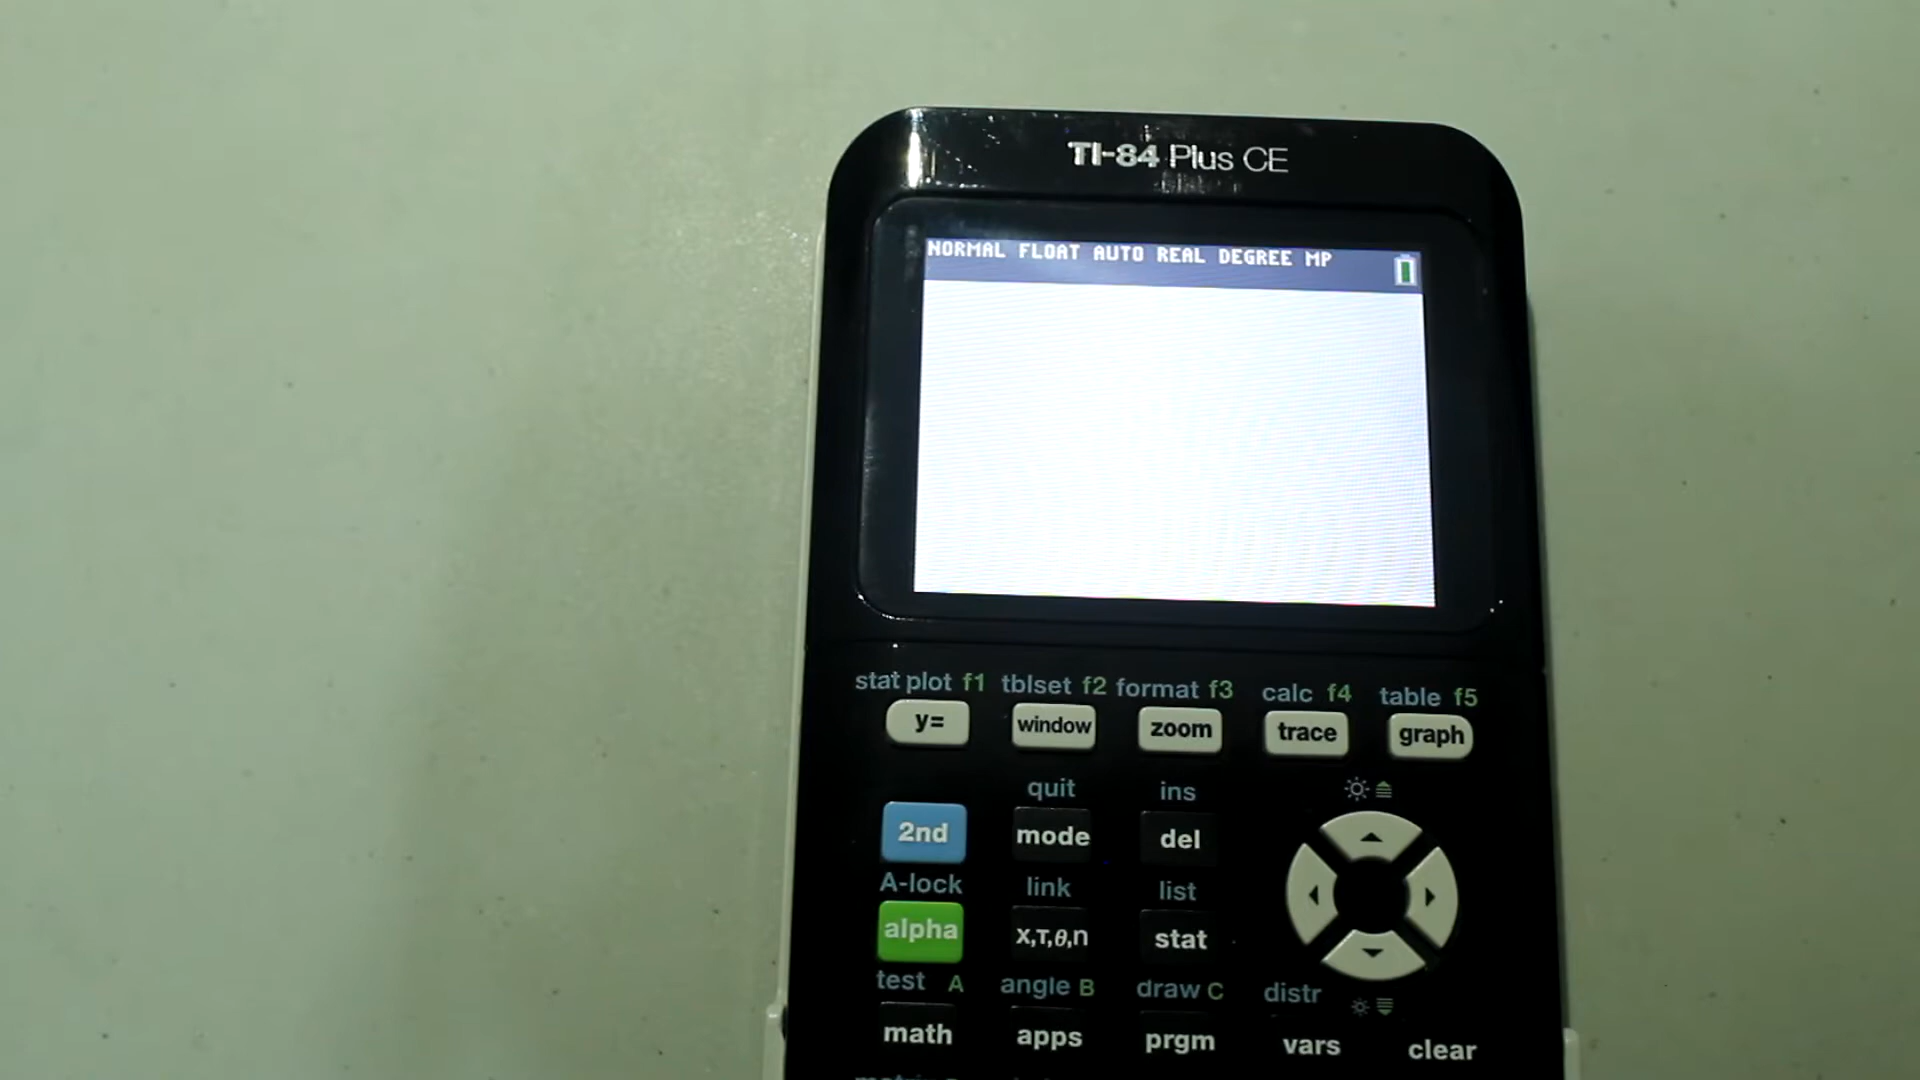 TI-84 Plus CE
NORMAL FLOAT AUTO REAL DEGREE MP
stat plot f1 tblset f2 format f3 calc f4 table f5
y= window zoom trace graph
quit ins
2nd mode del
A-lock link list
alpha X,T,θ,n stat
test A angle B draw C distr
math apps prgm vars clear